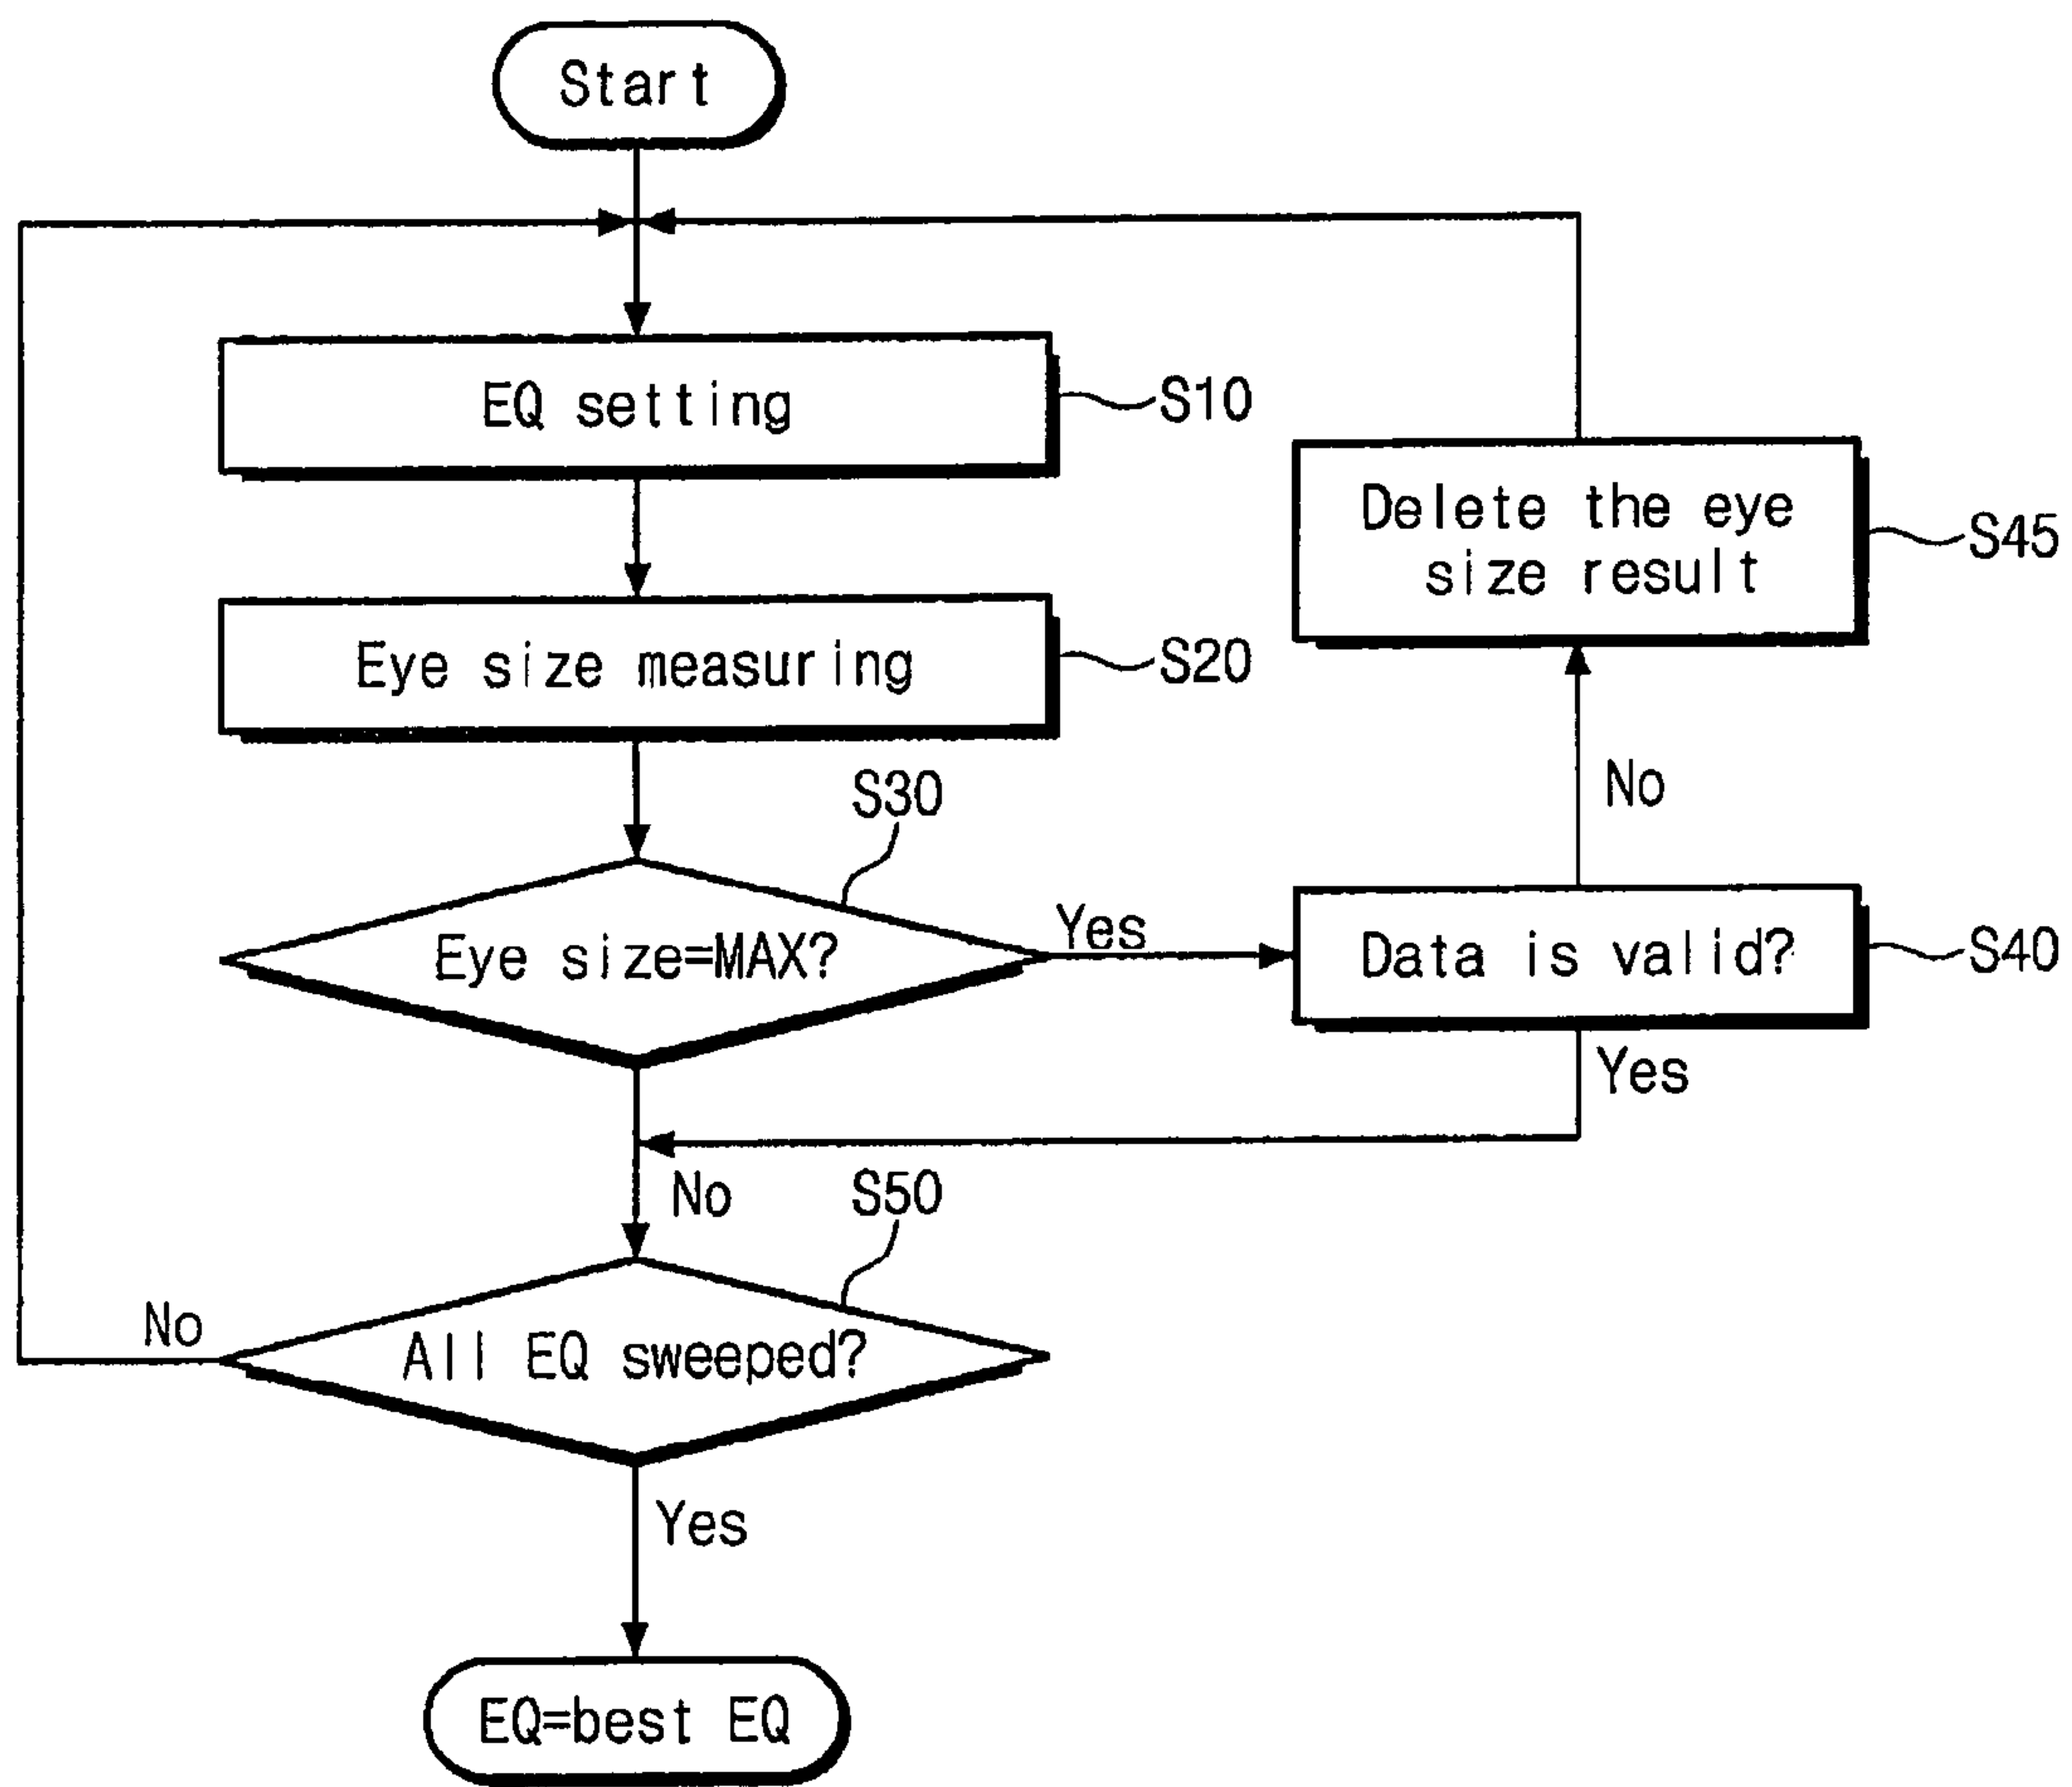 Start
EQ setting
S10
Delete the eye
size result
S45
Eye size measuring
S20
S30
No
Eye size=MAX?
Yes
Data is valid?
S40
Yes
No
S50
No
All EQ sweeped?
Yes
EQ=best EQ